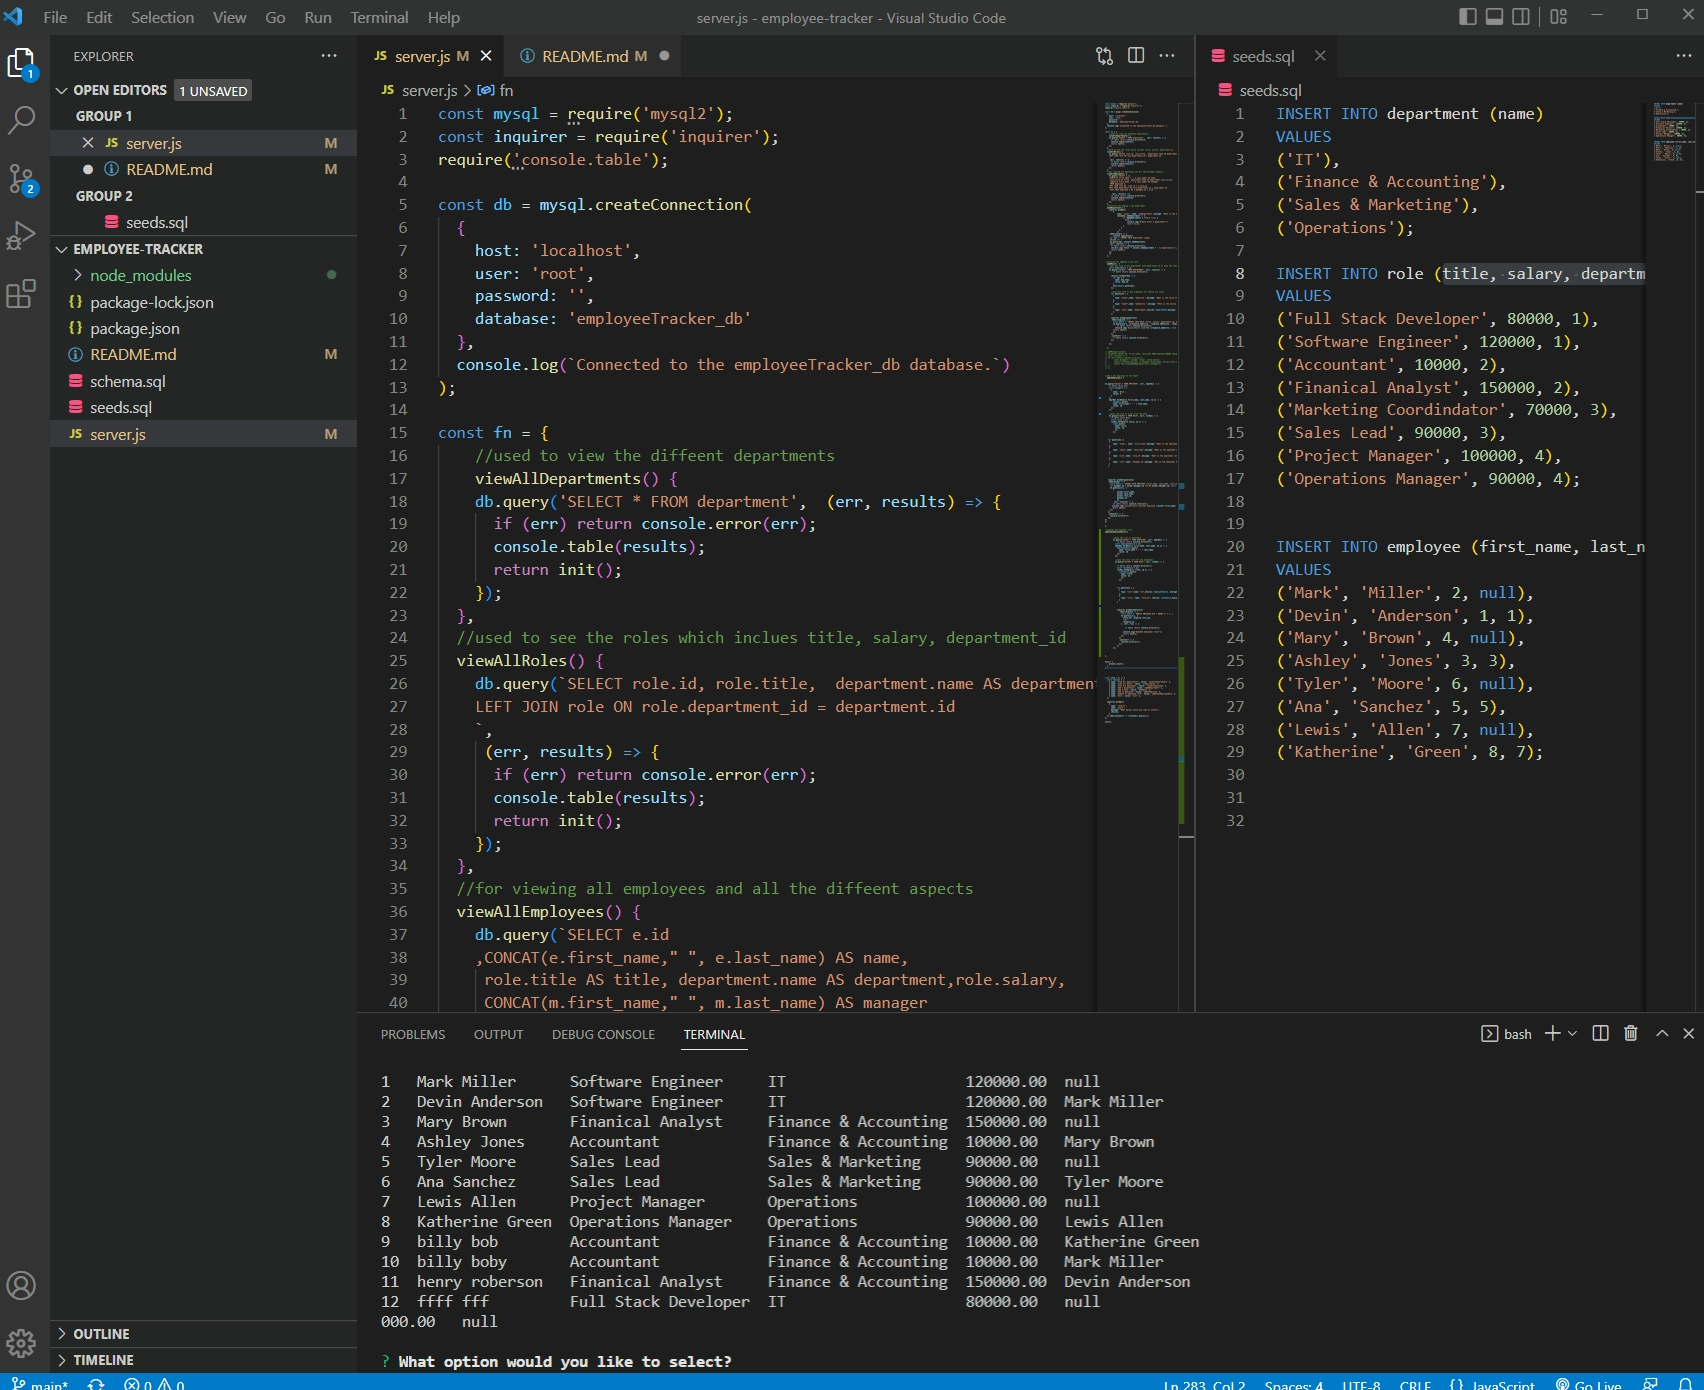 File Edit Selection View Go Run Terminal Help
server.js - employee-tracker - Visual Studio Code
EXPLORER
OPEN EDITORS 1 UNSAVED
GROUP 1
JS server.js M
README.md M
GROUP 2
seeds.sql
EMPLOYEE-TRACKER
node_modules
{} package-lock.json
{} package.json
README.md M
schema.sql
seeds.sql
JS server.js M
OUTLINE
TIMELINE
1
2
JS server.js M
README.md M
JS server.js > fn
1 const mysql = require('mysql2');
2 const inquirer = require('inquirer');
3 require('console.table');
4
5 const db = mysql.createConnection(
6 {
7 host: 'localhost',
8 user: 'root',
9 password: '',
10 database: 'employeeTracker_db'
11 },
12 console.log(`Connected to the employeeTracker_db database.`)
13 );
14
15 const fn = {
16 //used to view the diffeent departments
17 viewAllDepartments() {
18 db.query('SELECT * FROM department',  (err, results) => {
19 if (err) return console.error(err);
20 console.table(results);
21 return init();
22 });
23 },
24 //used to see the roles which inclues title, salary, department_id
25 viewAllRoles() {
26 db.query(`SELECT role.id, role.title,  department.name AS department
27 LEFT JOIN role ON role.department_id = department.id
28 `,
29 (err, results) => {
30 if (err) return console.error(err);
31 console.table(results);
32 return init();
33 });
34 },
35 //for viewing all employees and all the diffeent aspects
36 viewAllEmployees() {
37 db.query(`SELECT e.id
38 ,CONCAT(e.first_name," ", e.last_name) AS name,
39 role.title AS title, department.name AS department,role.salary,
40 CONCAT(m.first_name," ", m.last_name) AS manager
seeds.sql
seeds.sql
1 INSERT INTO department (name)
2 VALUES
3 ('IT'),
4 ('Finance & Accounting'),
5 ('Sales & Marketing'),
6 ('Operations');
7
8 INSERT INTO role (title, salary, departm
9 VALUES
10 ('Full Stack Developer', 80000, 1),
11 ('Software Engineer', 120000, 1),
12 ('Accountant', 10000, 2),
13 ('Finanical Analyst', 150000, 2),
14 ('Marketing Coordindator', 70000, 3),
15 ('Sales Lead', 90000, 3),
16 ('Project Manager', 100000, 4),
17 ('Operations Manager', 90000, 4);
18
19
20 INSERT INTO employee (first_name, last_n
21 VALUES
22 ('Mark', 'Miller', 2, null),
23 ('Devin', 'Anderson', 1, 1),
24 ('Mary', 'Brown', 4, null),
25 ('Ashley', 'Jones', 3, 3),
26 ('Tyler', 'Moore', 6, null),
27 ('Ana', 'Sanchez', 5, 5),
28 ('Lewis', 'Allen', 7, null),
29 ('Katherine', 'Green', 8, 7);
30
31
32
PROBLEMS OUTPUT DEBUG CONSOLE TERMINAL
bash
1 Mark Miller Software Engineer IT 120000.00 null
2 Devin Anderson Software Engineer IT 120000.00 Mark Miller
3 Mary Brown Finanical Analyst Finance & Accounting 150000.00 null
4 Ashley Jones Accountant Finance & Accounting 10000.00 Mary Brown
5 Tyler Moore Sales Lead Sales & Marketing 90000.00 null
6 Ana Sanchez Sales Lead Sales & Marketing 90000.00 Tyler Moore
7 Lewis Allen Project Manager Operations 100000.00 null
8 Katherine Green Operations Manager Operations 90000.00 Lewis Allen
9 billy bob Accountant Finance & Accounting 10000.00 Katherine Green
10 billy boby Accountant Finance & Accounting 10000.00 Mark Miller
11 henry roberson Finanical Analyst Finance & Accounting 150000.00 Devin Anderson
12 ffff fff Full Stack Developer IT 80000.00 null
000.00 null
? What option would you like to select?
main* 0 0
Ln 283, Col 2 Spaces: 4 UTF-8 CRLF {} JavaScript Go Live